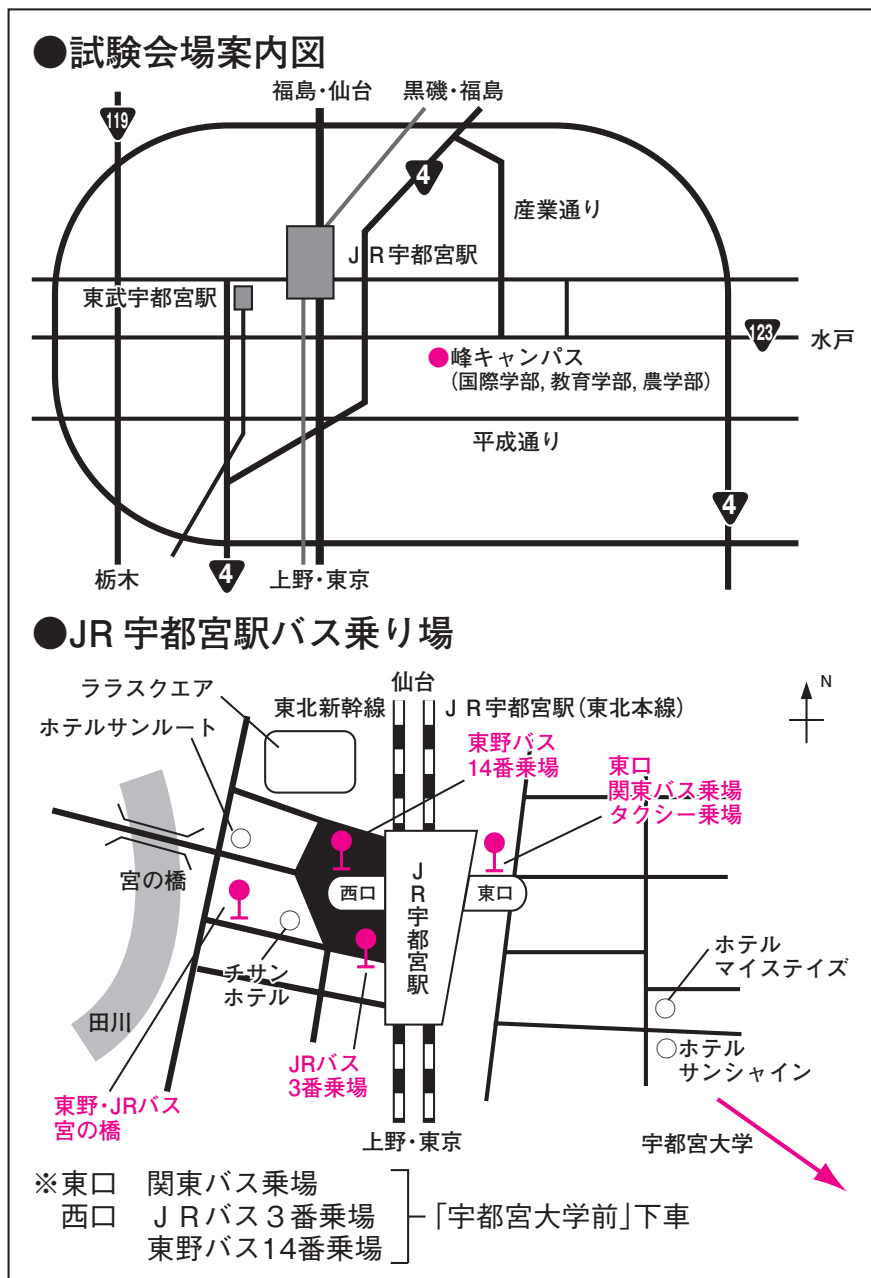 ●試験会場案内図
福島・仙台
黒磯・福島
119
4
産業通り
JR宇都宮駅
東武宇都宮駅
123
水戸
●峰キャンパス
(国際学部, 教育学部, 農学部)
平成通り
4
栃木
4
上野・東京
●JR 宇都宮駅バス乗り場
ララスクエア
仙台
N
東北新幹線
JR宇都宮駅(東北本線)
ホテルサンルート
東野バス
14番乗場
東口
関東バス乗場
タクシー乗場
宮の橋
西口
JR宇都宮駅
東口
チサン
ホテル
ホテル
マイステイズ
田川
JRバス
3番乗場
ホテル
サンシャイン
東野・JRバス
宮の橋
上野・東京
宇都宮大学
※東口 関東バス乗場
西口 JRバス3番乗場
東野バス14番乗場
「宇都宮大学前」下車